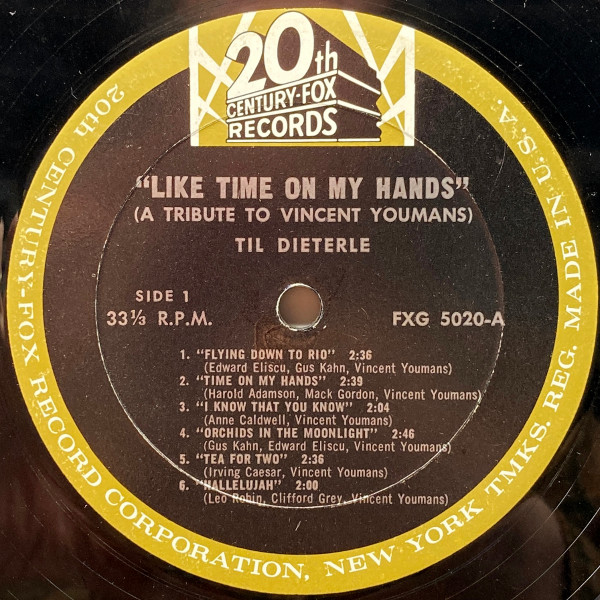 20th
CENTURY-FOX
RECORDS
"LIKE TIME ON MY HANDS"
(A TRIBUTE TO VINCENT YOUMANS)
TIL DIETERLE
SIDE 1
33⅓ R.P.M.
FXG 5020-A
1. "FLYING DOWN TO RIO" 2:36
(Edward Eliscu, Gus Kahn, Vincent Youmans)
2. "TIME ON MY HANDS" 2:39
(Harold Adamson, Mack Gordon, Vincent Youmans)
3. "I KNOW THAT YOU KNOW" 2:04
(Anne Caldwell, Vincent Youmans)
4. "ORCHIDS IN THE MOONLIGHT" 2:46
(Gus Kahn, Edward Eliscu, Vincent Youmans)
5. "TEA FOR TWO" 2:36
(Irving Caesar, Vincent Youmans)
6. "HALLELUJAH" 2:00
(Leo Robin, Clifford Grey, Vincent Youmans)
20th CENTURY-FOX RECORD CORPORATION, NEW YORK TMKS. REG. MADE IN U.S.A.